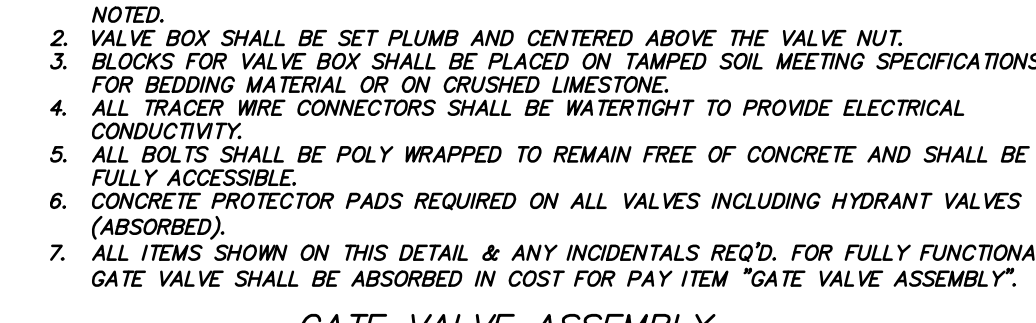 NOTED.
2. VALVE BOX SHALL BE SET PLUMB AND CENTERED ABOVE THE VALVE NUT.
3. BLOCKS FOR VALVE BOX SHALL BE PLACED ON TAMPED SOIL MEETING SPECIFICATIONS
FOR BEDDING MATERIAL OR ON CRUSHED LIMESTONE.
4. ALL TRACER WIRE CONNECTORS SHALL BE WATERTIGHT TO PROVIDE ELECTRICAL
CONDUCTIVITY.
5. ALL BOLTS SHALL BE POLY WRAPPED TO REMAIN FREE OF CONCRETE AND SHALL BE
FULLY ACCESSIBLE.
6. CONCRETE PROTECTOR PADS REQUIRED ON ALL VALVES INCLUDING HYDRANT VALVES
(ABSORBED).
7. ALL ITEMS SHOWN ON THIS DETAIL & ANY INCIDENTALS REQ'D. FOR FULLY FUNCTIONA
GATE VALVE SHALL BE ABSORBED IN COST FOR PAY ITEM "GATE VALVE ASSEMBLY".
GATE VALVE ASSEMBLY